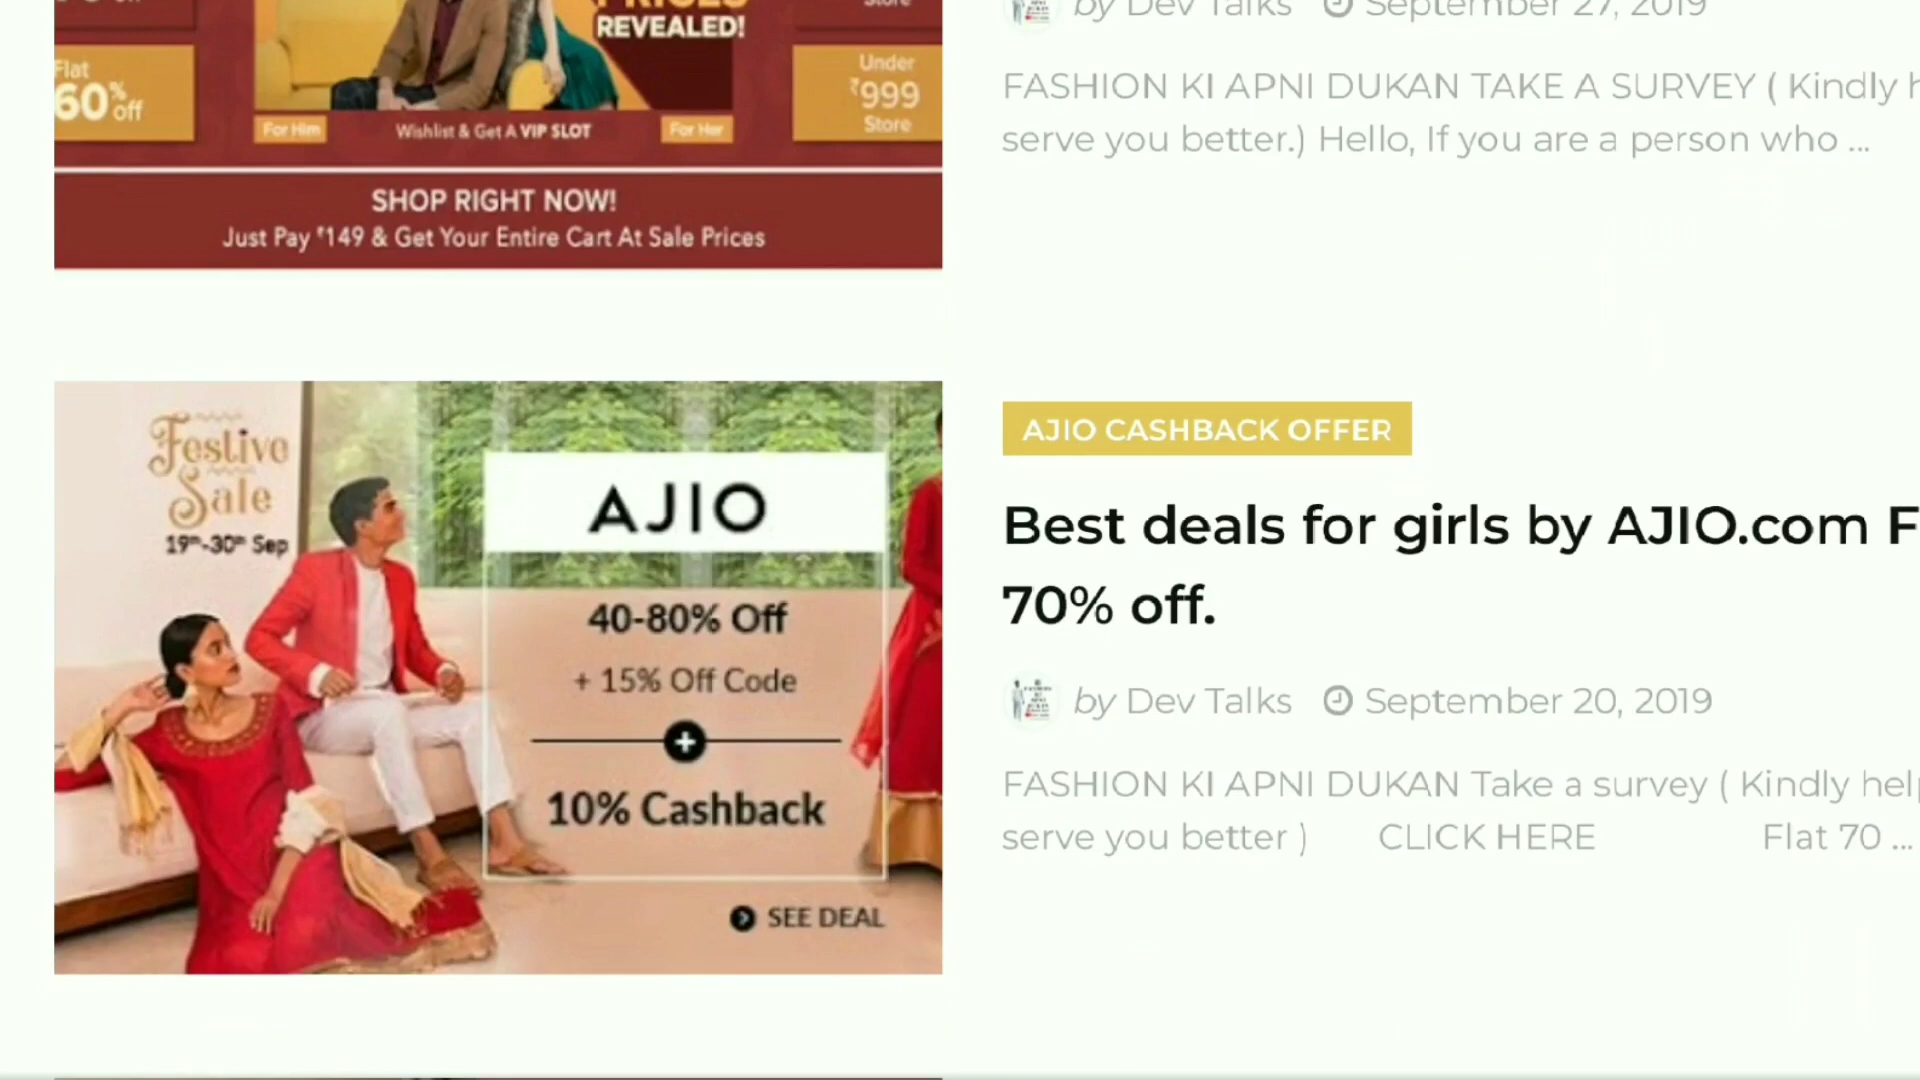 REVEALED!
Flat
60% off
For Him
Wishlist & Get A VIP SLOT
For Her
Under
₹999
Store
SHOP RIGHT NOW!
Just Pay ₹149 & Get Your Entire Cart At Sale Prices
by Dev Talks September 27, 2019
FASHION KI APNI DUKAN TAKE A SURVEY ( Kindly h
serve you better.) Hello, If you are a person who ...
Festive
Sale
19th-30th Sep
AJIO
40-80% Off
+ 15% Off Code
+
10% Cashback
SEE DEAL
AJIO CASHBACK OFFER
Best deals for girls by AJIO.com F
70% off.
by Dev Talks September 20, 2019
FASHION KI APNI DUKAN Take a survey ( Kindly help
serve you better ) CLICK HERE Flat 70 ...